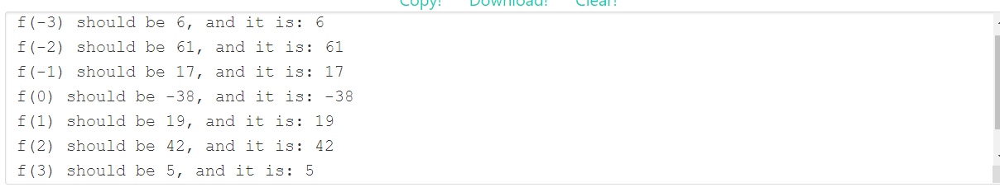 Copy! Download! Clear!
f(-3) should be 6, and it is: 6
f(-2) should be 61, and it is: 61
f(-1) should be 17, and it is: 17
f(0) should be -38, and it is: -38
f(1) should be 19, and it is: 19
f(2) should be 42, and it is: 42
f(3) should be 5, and it is: 5